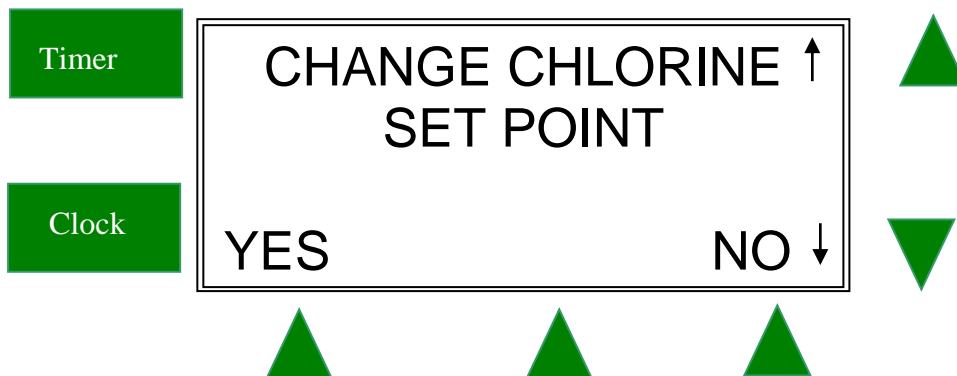 Timer
CHANGE CHLORINE ↑
SET POINT
Clock
YES NO ↓